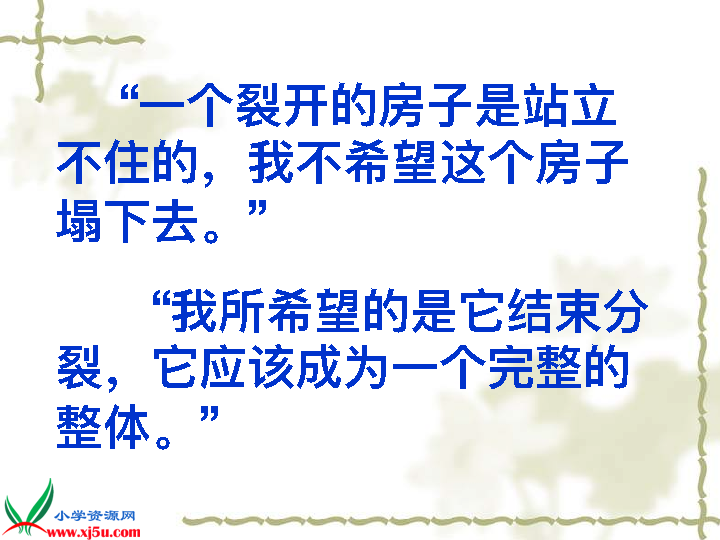 “一个裂开的房子是站立
不住的，我不希望这个房子
塌下去。”
“我所希望的是它结束分
裂，它应该成为一个完整的
整体。”
小学资源网
www.xj5u.com